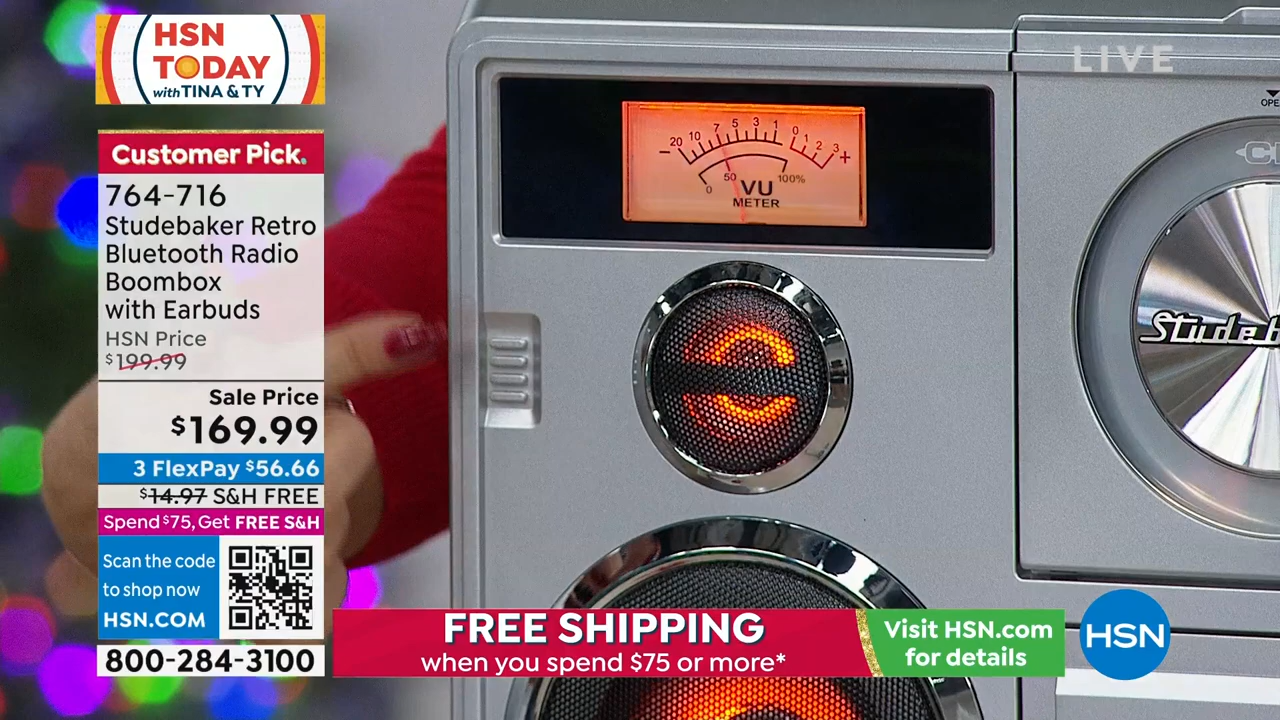 HSN
TODAY
with TINA & TY
Customer Pick.
764-716
Studebaker Retro
Bluetooth Radio
Boombox
with Earbuds
HSN Price
$199.99
Sale Price
$169.99
3 FlexPay $56.66
$14.97 S&H FREE
Spend $75, Get FREE S&H
Scan the code
to shop now
HSN.COM
800-284-3100
LIVE
OPE
- 20 10 7 5 3 1 0 1 2 3 +
0 50 100%
VU
METER
Studeb
FREE SHIPPING
when you spend $75 or more*
Visit HSN.com
for details
HSN